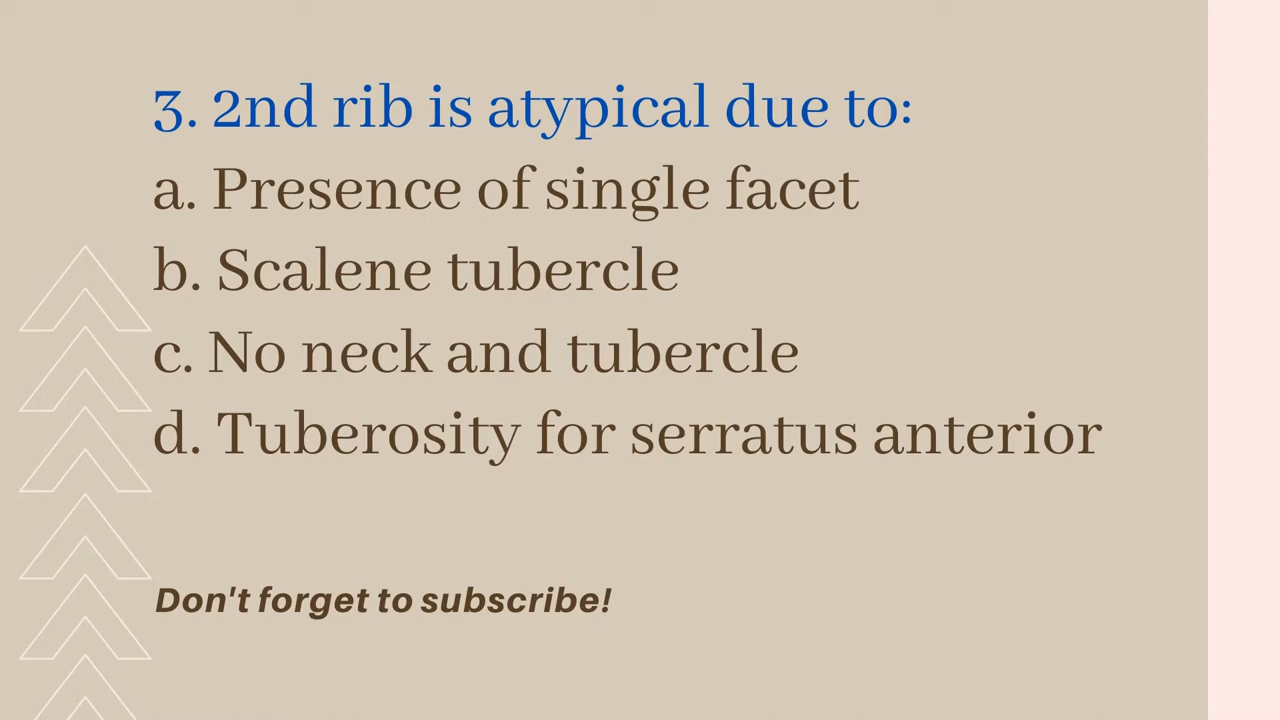 3. 2nd rib is atypical due to:
a. Presence of single facet
b. Scalene tubercle
c. No neck and tubercle
d. Tuberosity for serratus anterior
Don't forget to subscribe!